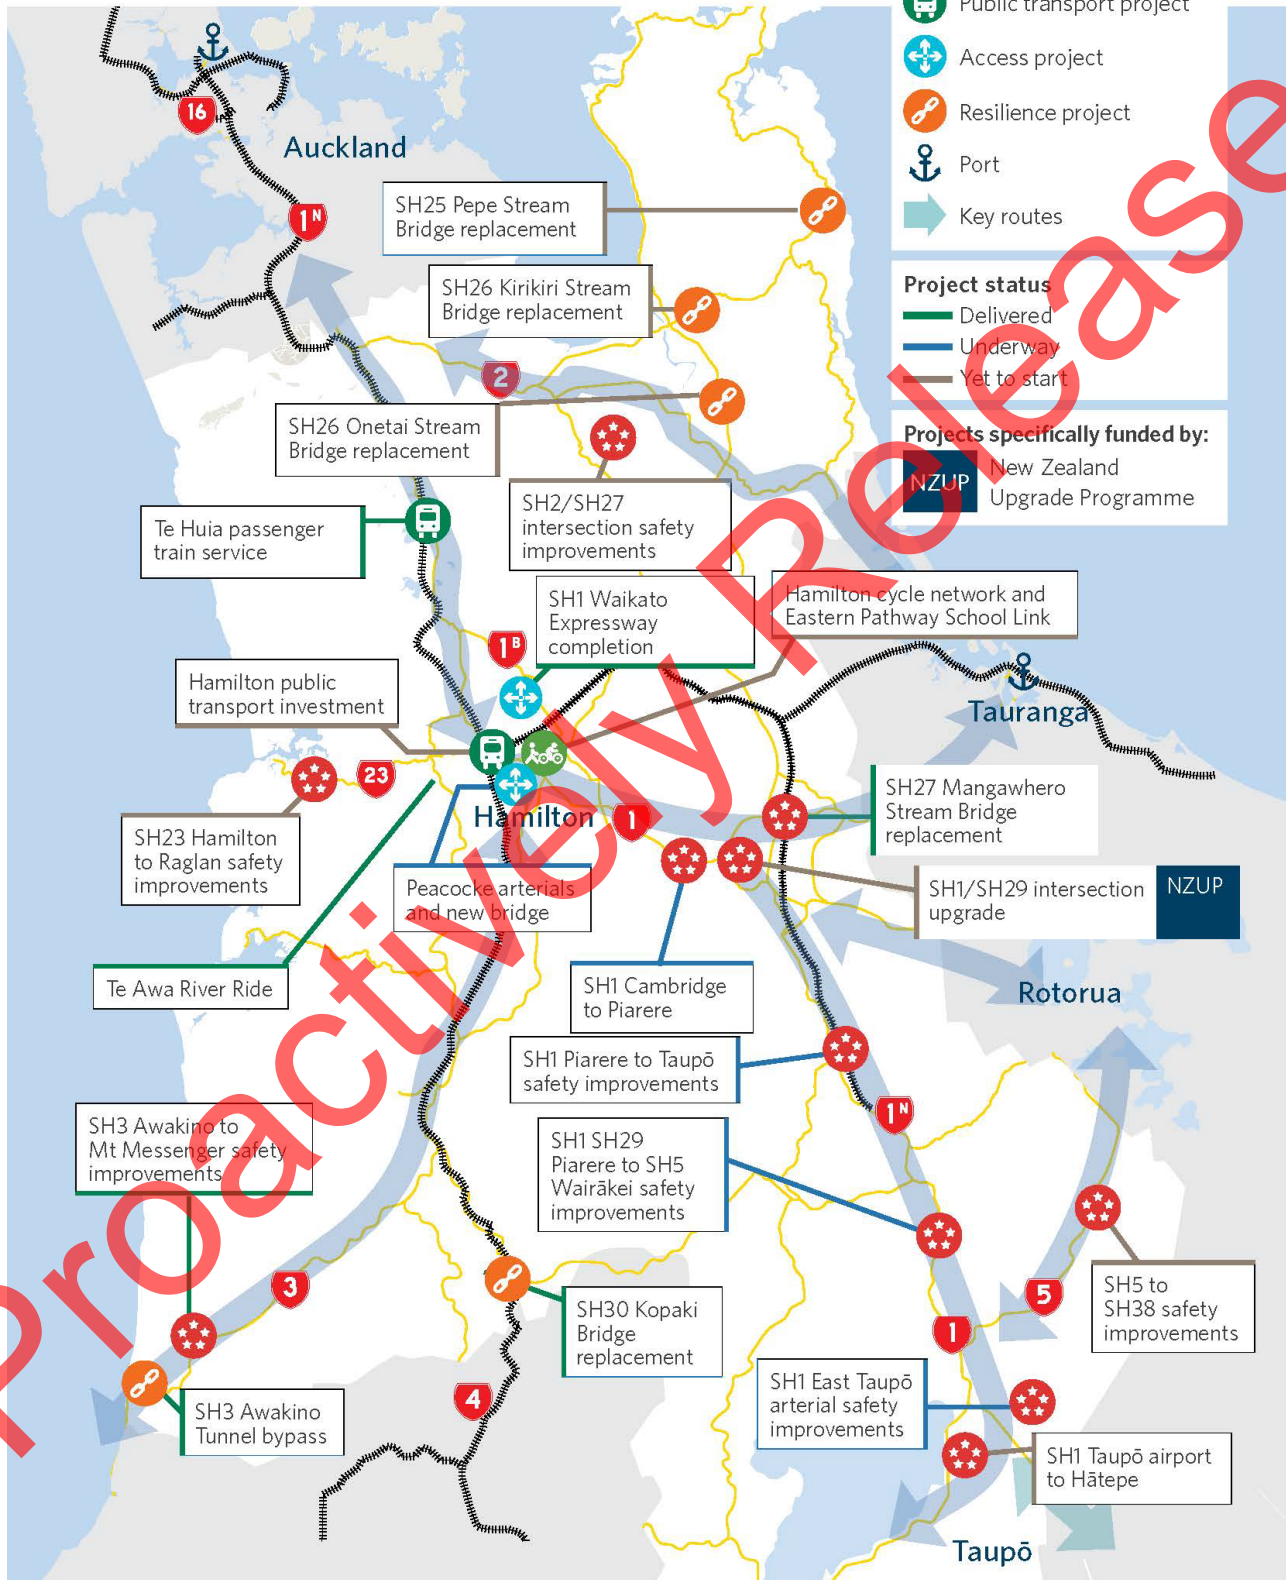 Public transport project
Access project
Resilience project
Port
Key routes
Project status
Delivered
Underway
Yet to start
Projects specifically funded by:
NZUP
New Zealand
Upgrade Programme
16
Auckland
1N
SH25 Pepe Stream
Bridge replacement
SH26 Kirikiri Stream
Bridge replacement
2
SH26 Onetai Stream
Bridge replacement
SH2/SH27
intersection safety
improvements
Te Huia passenger
train service
SH1 Waikato
Expressway
completion
Hamilton cycle network and
Eastern Pathway School Link
1B
Hamilton public
transport investment
Tauranga
23
SH27 Mangawhero
Stream Bridge
replacement
Hamilton
1
SH23 Hamilton
to Raglan safety
improvements
Peacocke arterials
and new bridge
SH1/SH29 intersection
upgrade
NZUP
Te Awa River Ride
SH1 Cambridge
to Piarere
Rotorua
SH1 Piarere to Taupō
safety improvements
1N
SH3 Awakino to
Mt Messenger safety
improvements
SH1 SH29
Piarere to SH5
Wairākei safety
improvements
3
SH30 Kopaki
Bridge
replacement
5
SH5 to
SH38 safety
improvements
1
SH3 Awakino
Tunnel bypass
4
SH1 East Taupō
arterial safety
improvements
SH1 Taupō airport
to Hātepe
Taupō
Proactively Release